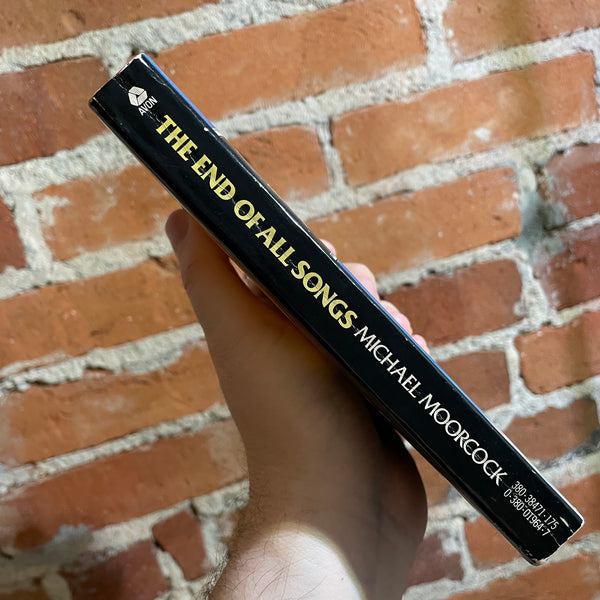 AVON
THE END OF ALL SONGS MICHAEL MOORCOCK
380-38471-175
0-380-01964-7